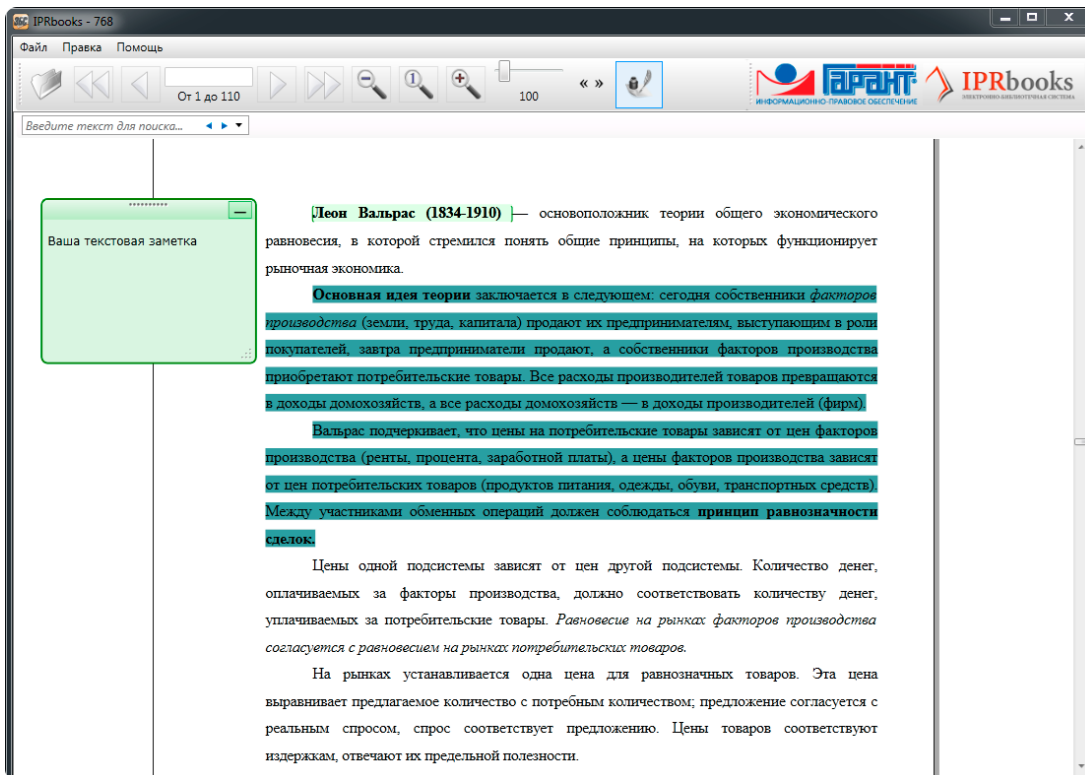 IPRbooks - 768
Файл Правка Помощь
От 1 до 110
1
100
« »
ИНФОРМАЦИОННО-ПРАВОВОЕ ОБЕСПЕЧЕНИЕ
ГАРАНТ
IPRbooks
ЭЛЕКТРОННО-БИБЛИОТЕЧНАЯ СИСТЕМА
Введите текст для поиска...
Ваша текстовая заметка
Леон Вальрас (1834-1910) — основоположник теории общего экономического
равновесия, в которой стремился понять общие принципы, на которых функционирует
рыночная экономика.
Основная идея теории заключается в следующем: сегодня собственники факторов
производства (земли, труда, капитала) продают их предпринимателям, выступающим в роли
покупателей, завтра предприниматели продают, а собственники факторов производства
приобретают потребительские товары. Все расходы производителей товаров превращаются
в доходы домохозяйств, а все расходы домохозяйств — в доходы производителей (фирм).
Вальрас подчеркивает, что цены на потребительские товары зависят от цен факторов
производства (ренты, процента, заработной платы), а цены факторов производства зависят
от цен потребительских товаров (продуктов питания, одежды, обуви, транспортных средств).
Между участниками обменных операций должен соблюдаться принцип равнозначности
сделок.
Цены одной подсистемы зависят от цен другой подсистемы. Количество денег,
оплачиваемых за факторы производства, должно соответствовать количеству денег,
уплачиваемых за потребительские товары. Равновесие на рынках факторов производства
согласуется с равновесием на рынках потребительских товаров.
На рынках устанавливается одна цена для равнозначных товаров. Эта цена
выравнивает предлагаемое количество с потребным количеством; предложение согласуется с
реальным спросом, спрос соответствует предложению. Цены товаров соответствуют
издержкам, отвечают их предельной полезности.